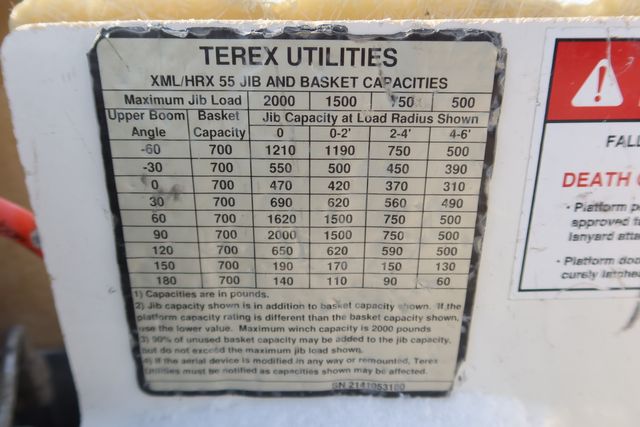 TEREX UTILITIES
XML/HRX 55 JIB AND BASKET CAPACITIES
Maximum Jib Load 2000 1500 750 500
Upper Boom Angle Basket Capacity Jib Capacity at Load Radius Shown
0 0-2' 2-4' 4-6'
-60 700 1210 1190 750 500
-30 700 550 500 450 390
0 700 470 420 370 310
30 700 690 620 560 490
60 700 1620 1500 750 500
90 700 2000 1500 750 500
120 700 650 620 590 500
150 700 190 170 150 130
180 700 140 110 90 60
1) Capacities are in pounds.
2) Jib capacity shown is in addition to basket capacity shown. If the
platform capacity rating is different than the basket capacity shown,
use the lower value. Maximum winch capacity is 2000 pounds
3) 90% of unused basket capacity may be added to the jib capacity,
but do not exceed the maximum jib load shown.
4) If the aerial device is modified in any way or remounted, Terex
Utilities must be notified as capacities shown may be affected.
SN 2141053180
FALL
DEATH
· Platform
approved
lanyard
· Platform